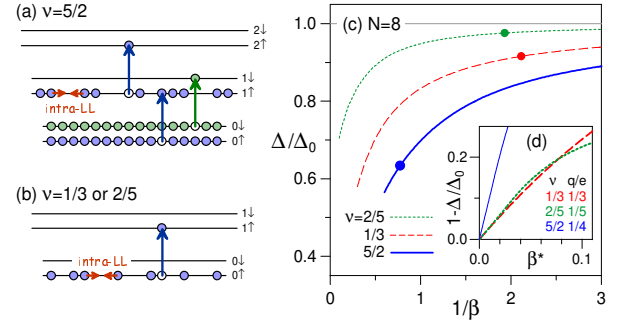 (a) ν=5/2
2↓
2↑
1↓
1↑
intra-LL
0↓
0↑
(b) ν=1/3 or 2/5
1↓
1↑
intra-LL
0↓
0↑
(c) N=8
1.0
0.8
0.6
0.4
Δ/Δ0
ν=2/5
1/3
5/2
0
1
2
3
1/β
(d)
0.2
0.0
1-Δ/Δ0
ν q/e
1/3 1/3
2/5 1/5
5/2 1/4
0.0
0.1
β*